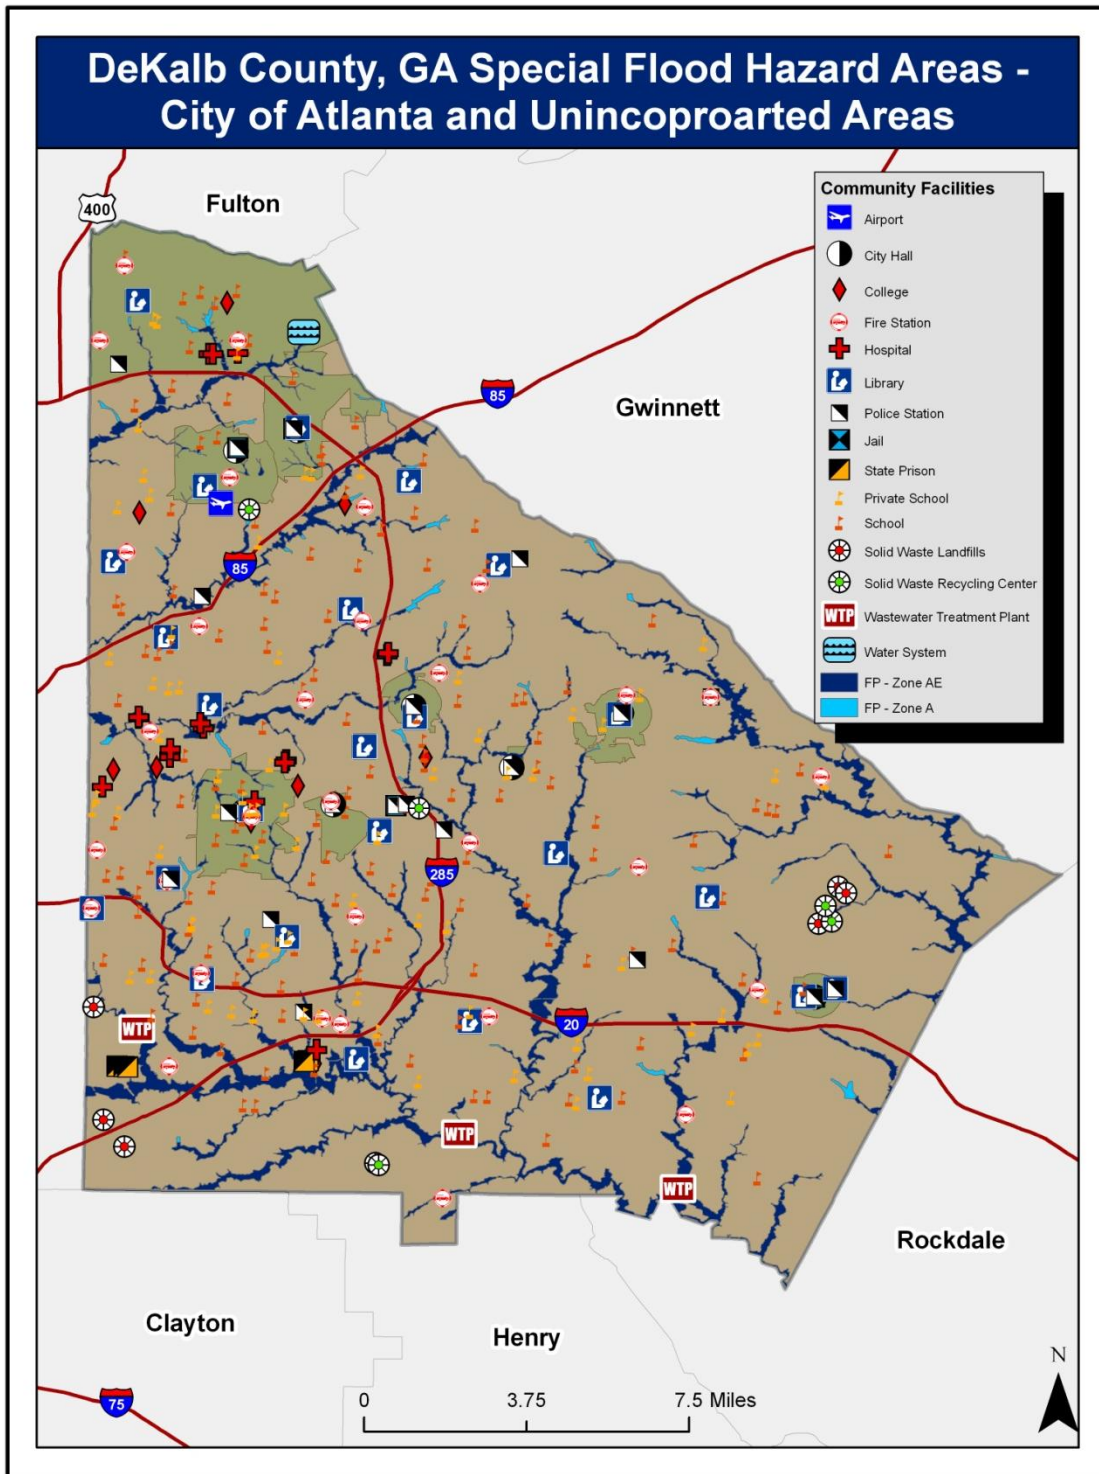 DeKalb County, GA Special Flood Hazard Areas -
City of Atlanta and Unincoproarted Areas
400
Fulton
Community Facilities
Airport
City Hall
College
Fire Station
Hospital
Library
Police Station
Jail
State Prison
Private School
School
Solid Waste Landfills
Solid Waste Recycling Center
WTP Wastewater Treatment Plant
Water System
FP - Zone AE
FP - Zone A
85
Gwinnett
85
285
20
WTP
WTP
WTP
Rockdale
Clayton
Henry
75
0 3.75 7.5 Miles
N